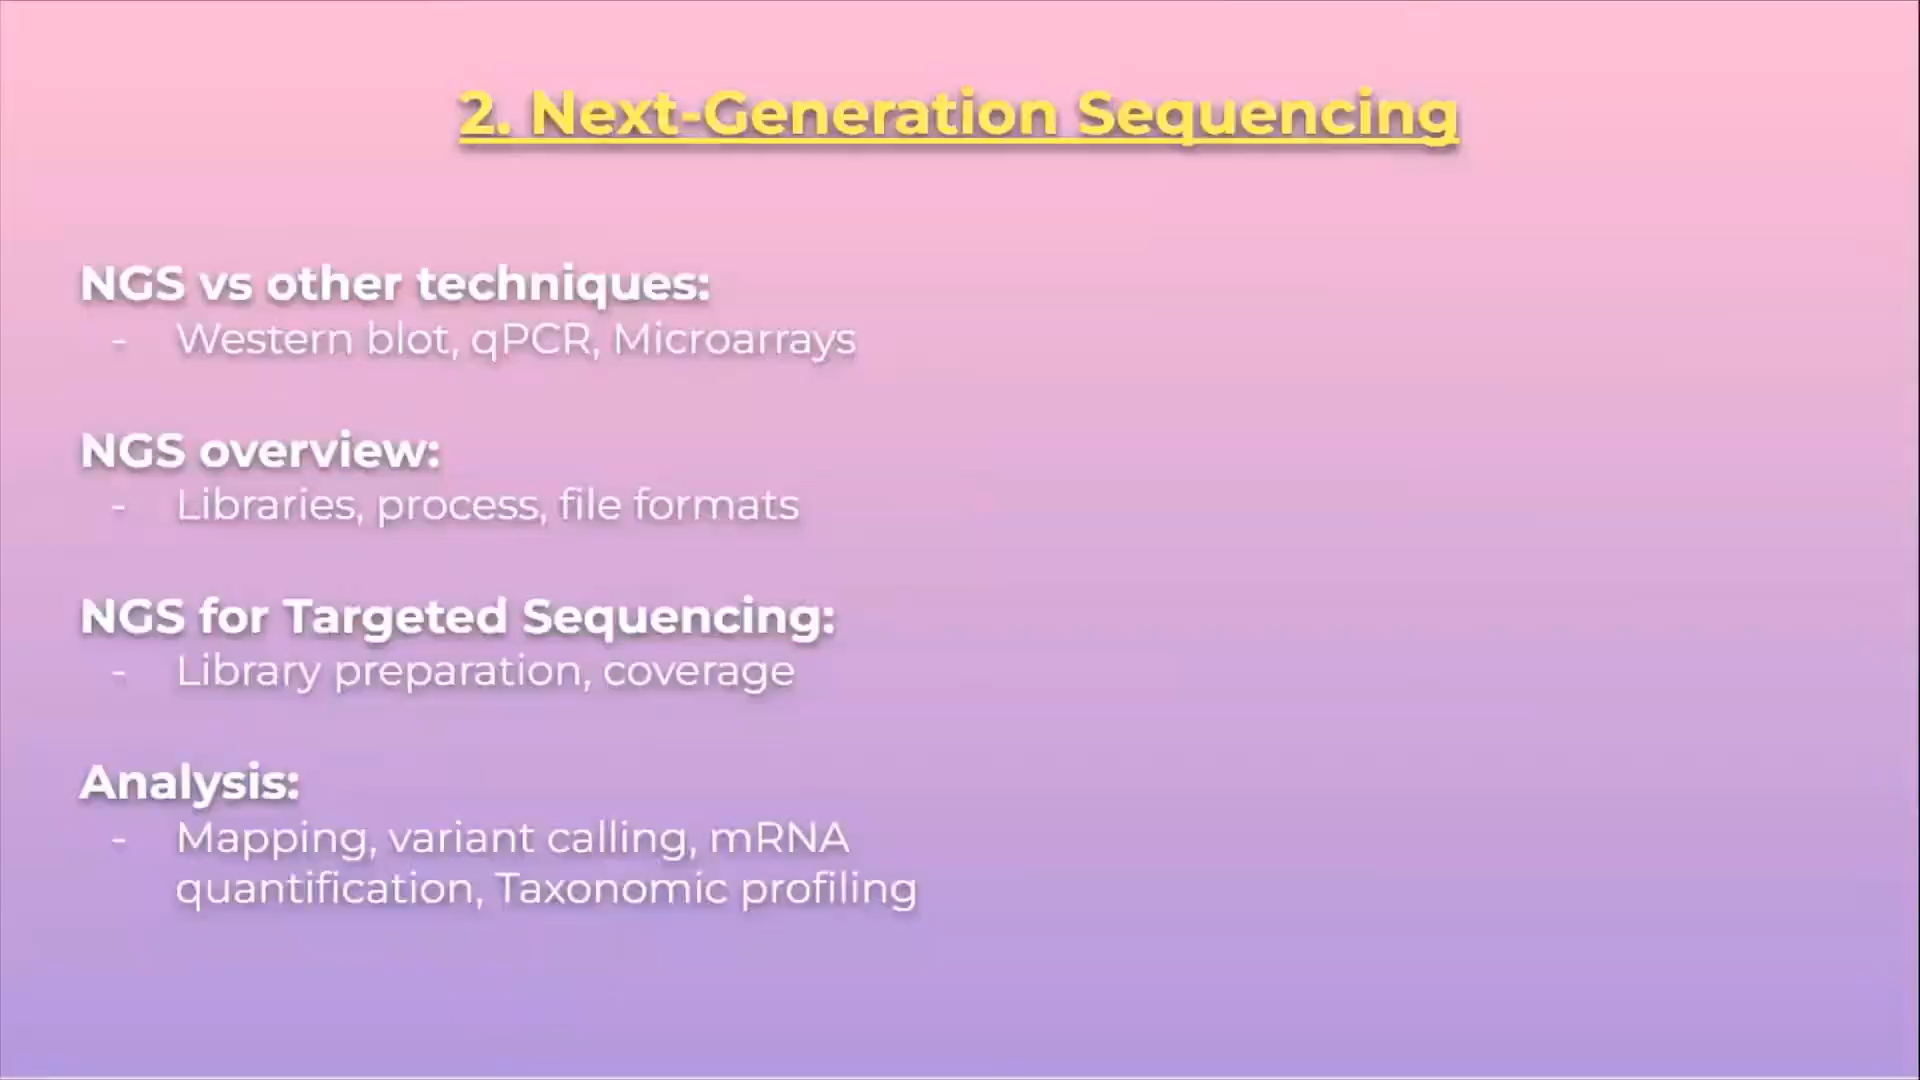 2. Next-Generation Sequencing
NGS vs other techniques:
- Western blot, qPCR, Microarrays
NGS overview:
- Libraries, process, file formats
NGS for Targeted Sequencing:
- Library preparation, coverage
Analysis:
- Mapping, variant calling, mRNA
quantification, Taxonomic profiling